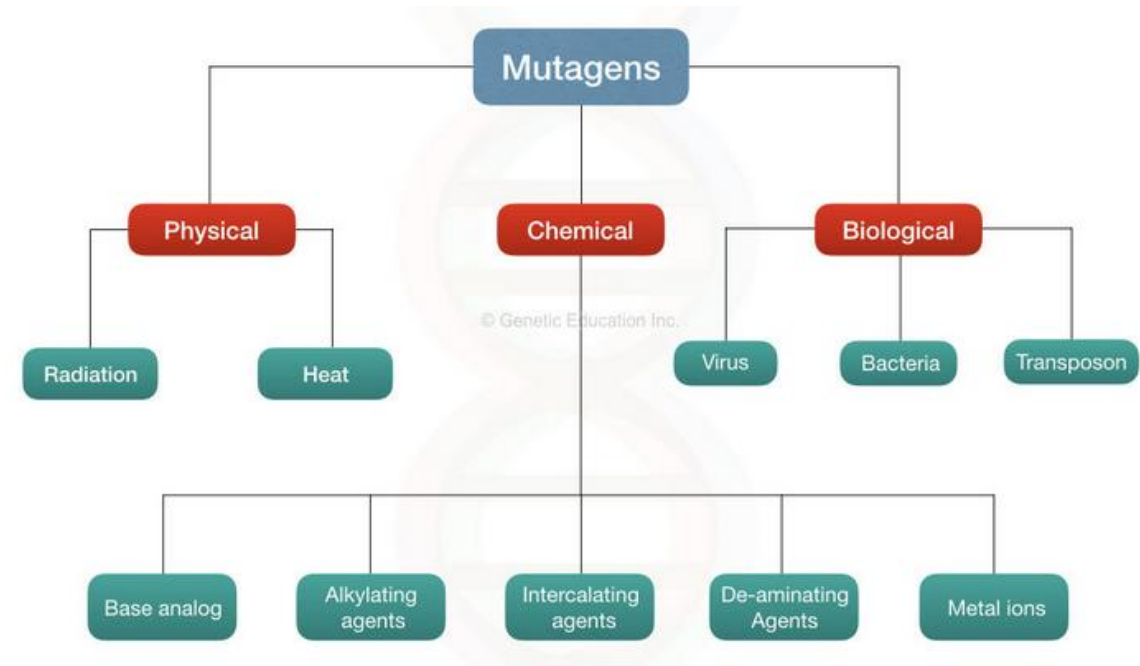 Mutagens
Physical
Chemical
Biological
© Genetic Education Inc.
Radiation
Heat
Virus
Bacteria
Transposon
Base analog
Alkylating
agents
Intercalating
agents
De-aminating
Agents
Metal ions